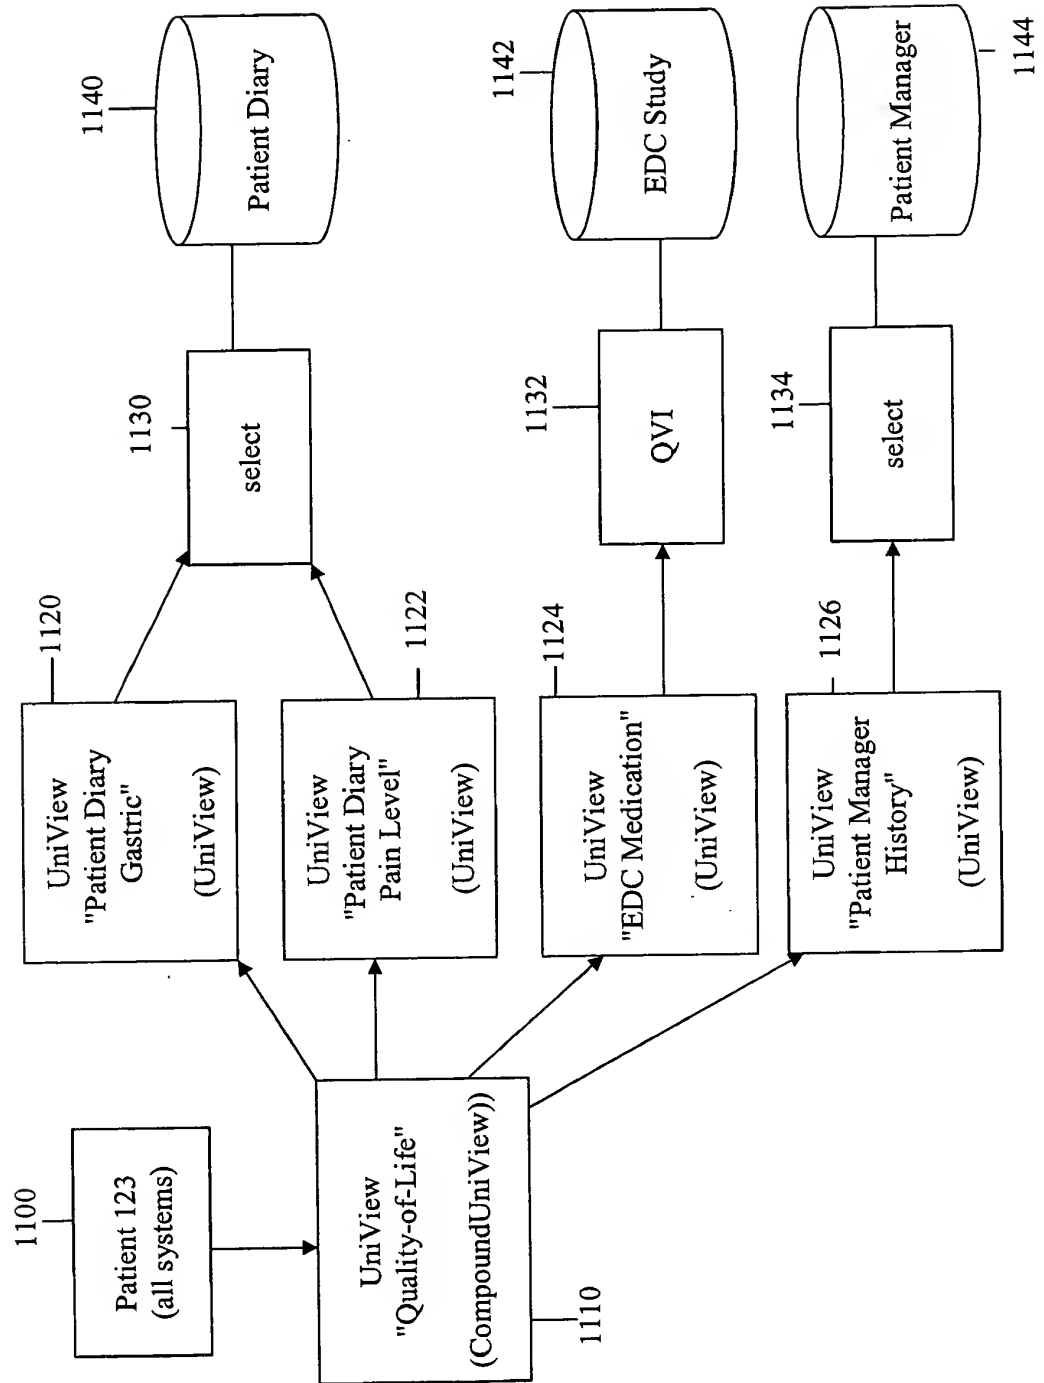 1100
Patient 123
(all systems)
UniView
"Quality-of-Life"
(CompoundUniView))
1110
1120
UniView
"Patient Diary
Gastric"
(UniView)
UniView
"Patient Diary
Pain Level"
(UniView)
1122
1124
UniView
"EDC Medication"
(UniView)
1126
UniView
"Patient Manager
History"
(UniView)
1130
select
1132
QVI
1134
select
1140
Patient Diary
1142
EDC Study
Patient Manager
1144